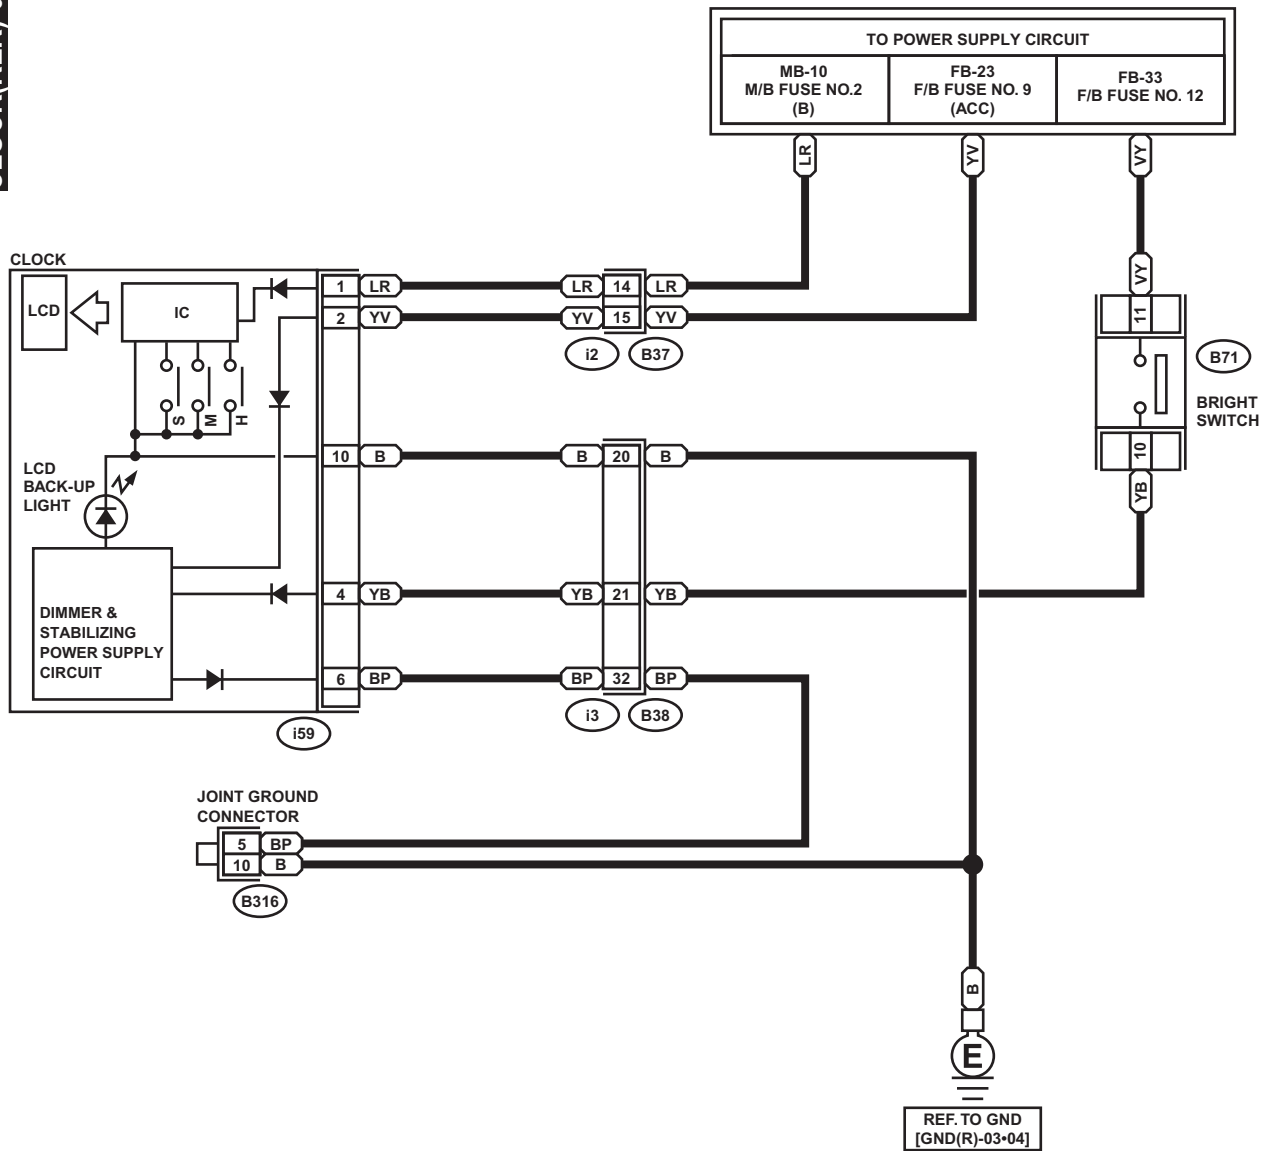 TO POWER SUPPLY CIRCUIT
MB-10
M/B FUSE NO.2
(B)
FB-23
F/B FUSE NO. 9
(ACC)
FB-33
F/B FUSE NO. 12
LR
YV
VY
VY
11
B71
BRIGHT
SWITCH
10
YB
CLOCK
LCD
IC
S
M
H
LCD
BACK-UP
LIGHT
DIMMER &
STABILIZING
POWER SUPPLY
CIRCUIT
1 LR LR 14 LR
2 YV YV 15 YV
i2 B37
10 B B 20 B
4 YB YB 21 YB
6 BP BP 32 BP
i3 B38
i59
JOINT GROUND
CONNECTOR
5 BP
10 B
B316
B
E
REF. TO GND
[GND(R)-03•04]